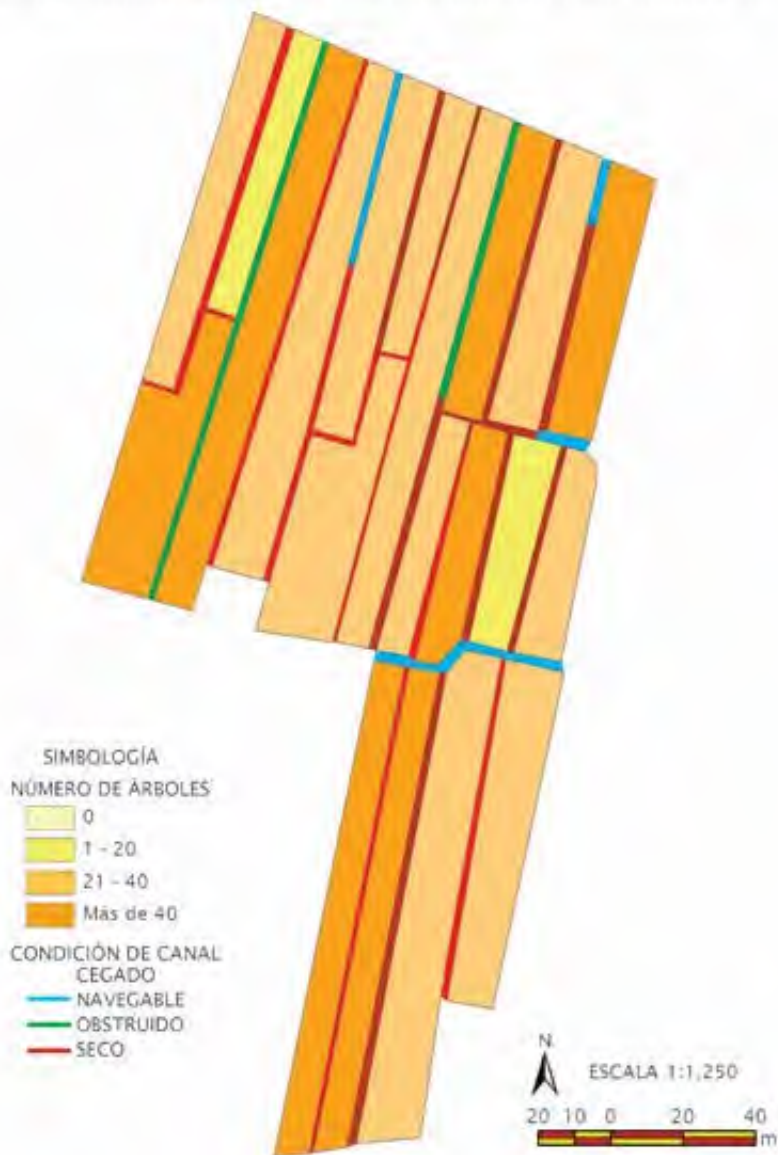 SIMBOLOGÍA
NÚMERO DE ÁRBOLES
0
1 - 20
21 - 40
Más de 40
CONDICIÓN DE CANAL
CEGADO
NAVEGABLE
OBSTRUIDO
SECO
N
ESCALA 1:1,250
20 10 0 20 40
m